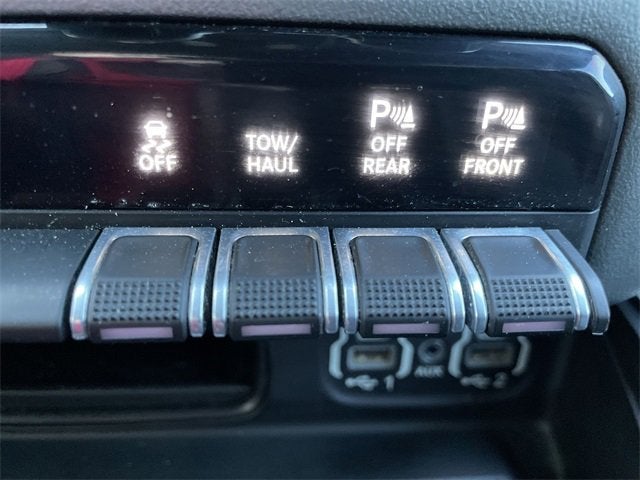 OFF
TOW/
HAUL
P
OFF
REAR
P
OFF
FRONT
1
AUX
2